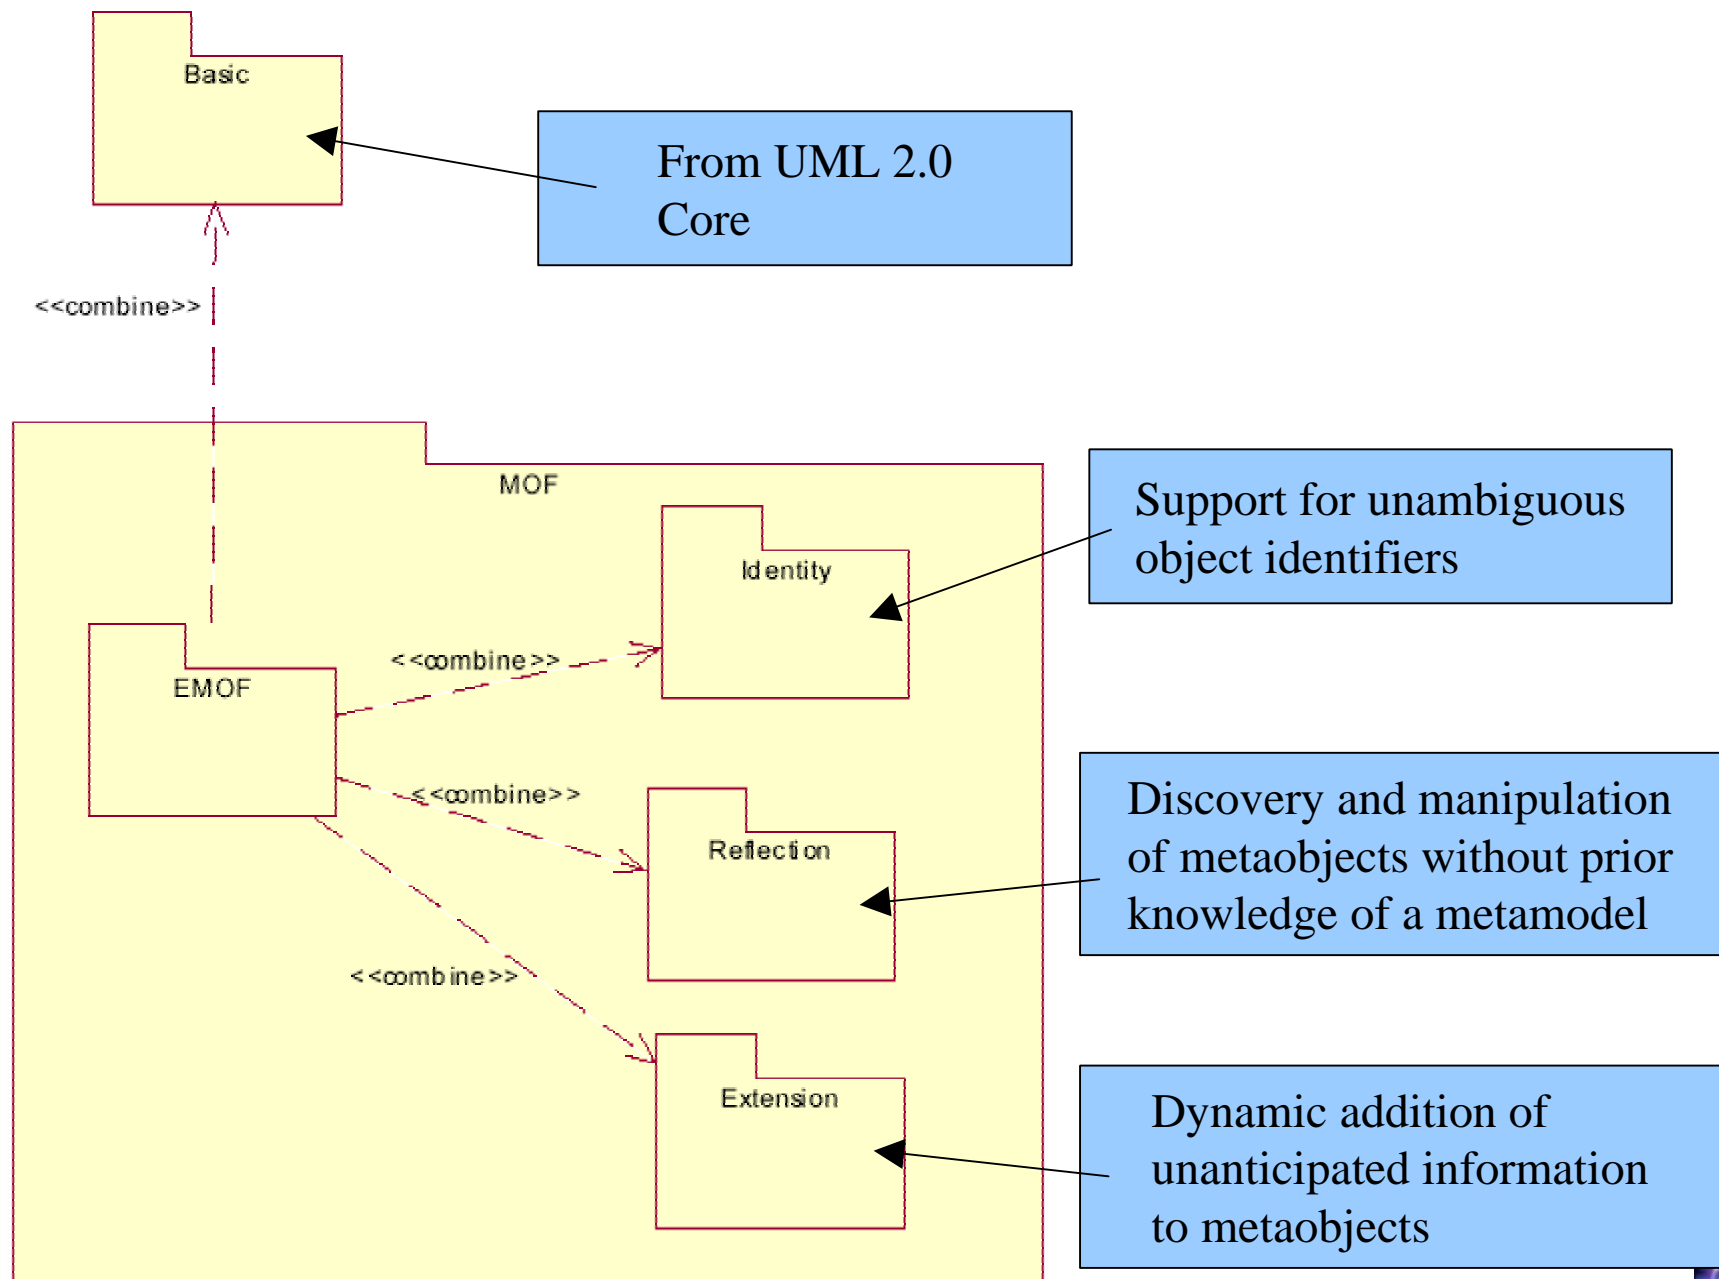 Basic
From UML 2.0
Core
<<combine>>
MOF
Identity
Support for unambiguous
object identifiers
<<combine>>
EMOF
<<combine>>
Reflection
Discovery and manipulation
of metaobjects without prior
knowledge of a metamodel
<<combine>>
Extension
Dynamic addition of
unanticipated information
to metaobjects